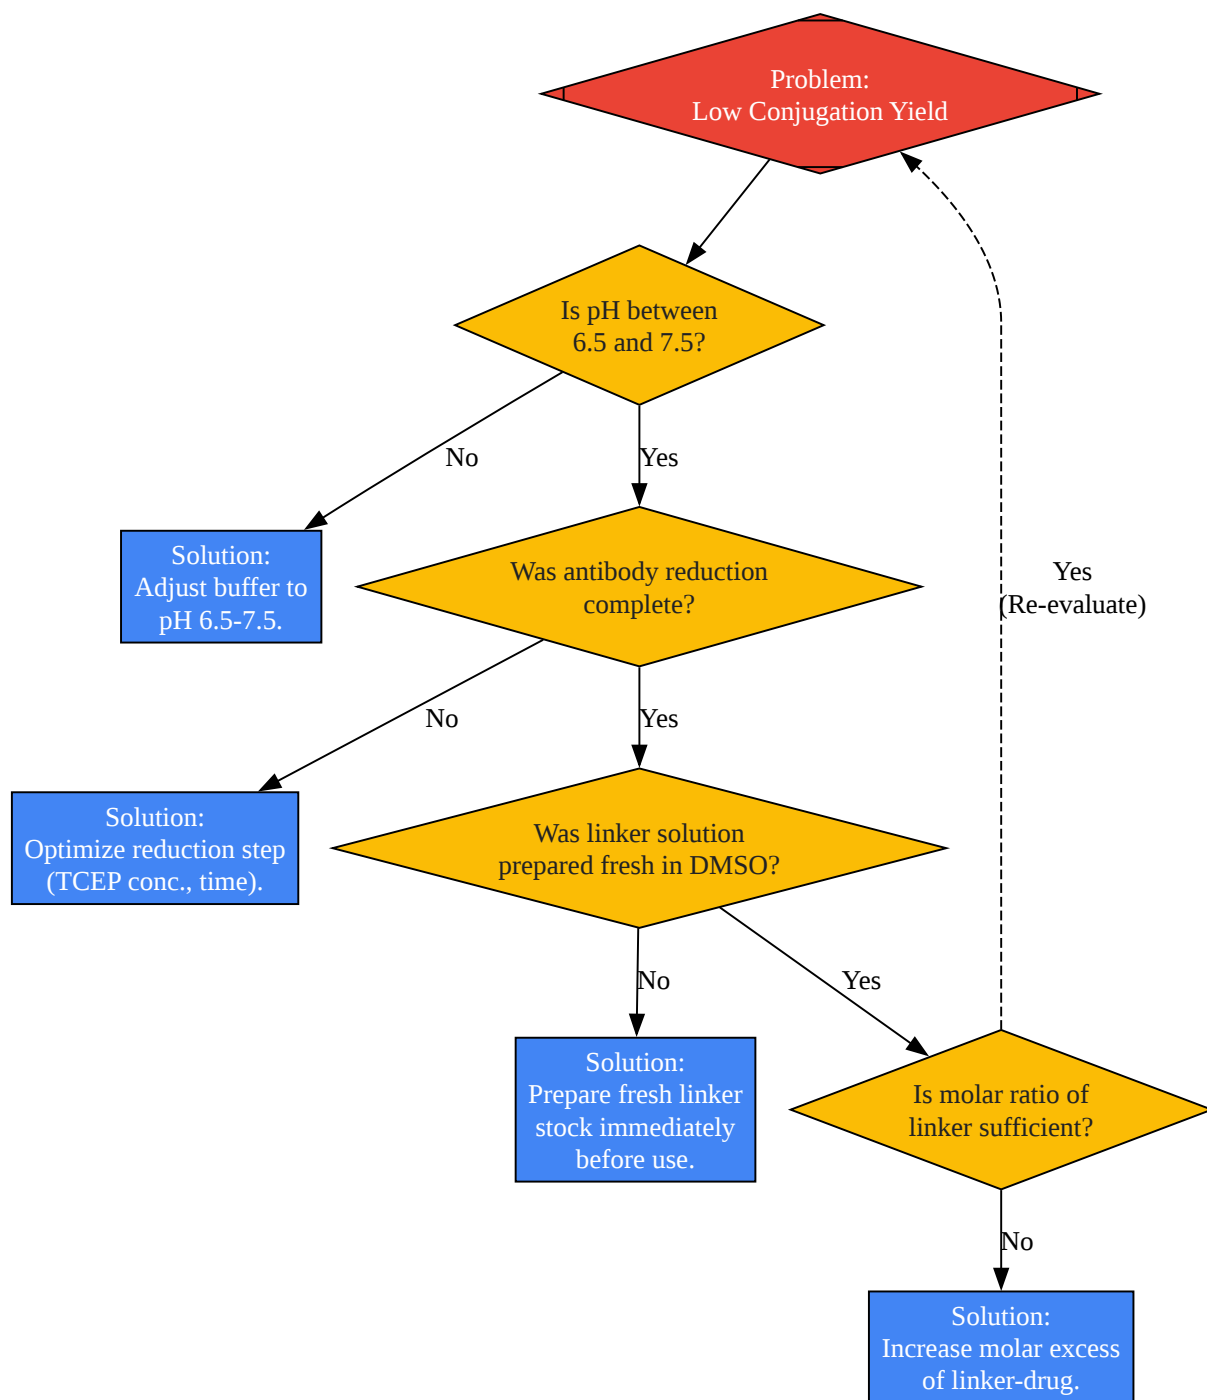 Problem:
Low Conjugation Yield
Is pH between
6.5 and 7.5?
No
Yes
Solution:
Adjust buffer to
pH 6.5-7.5.
Was antibody reduction
complete?
Yes
(Re-evaluate)
No
Yes
Solution:
Optimize reduction step
(TCEP conc., time).
Was linker solution
prepared fresh in DMSO?
No
Yes
Solution:
Prepare fresh linker
stock immediately
before use.
Is molar ratio of
linker sufficient?
No
Solution:
Increase molar excess
of linker-drug.